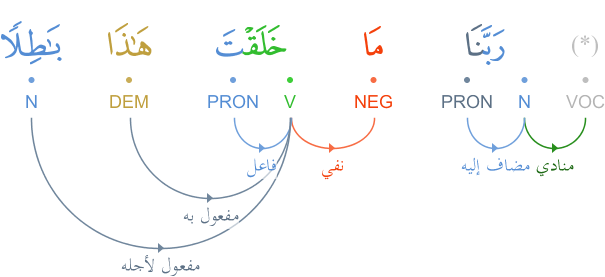 (*) رَبَّنَا مَا خَلَقْتَ هَٰذَا بَٰطِلًا
VOC N PRON NEG V PRON DEM N
منادي مضاف إليه نفي فاعل
مفعول به
مفعول لأجله